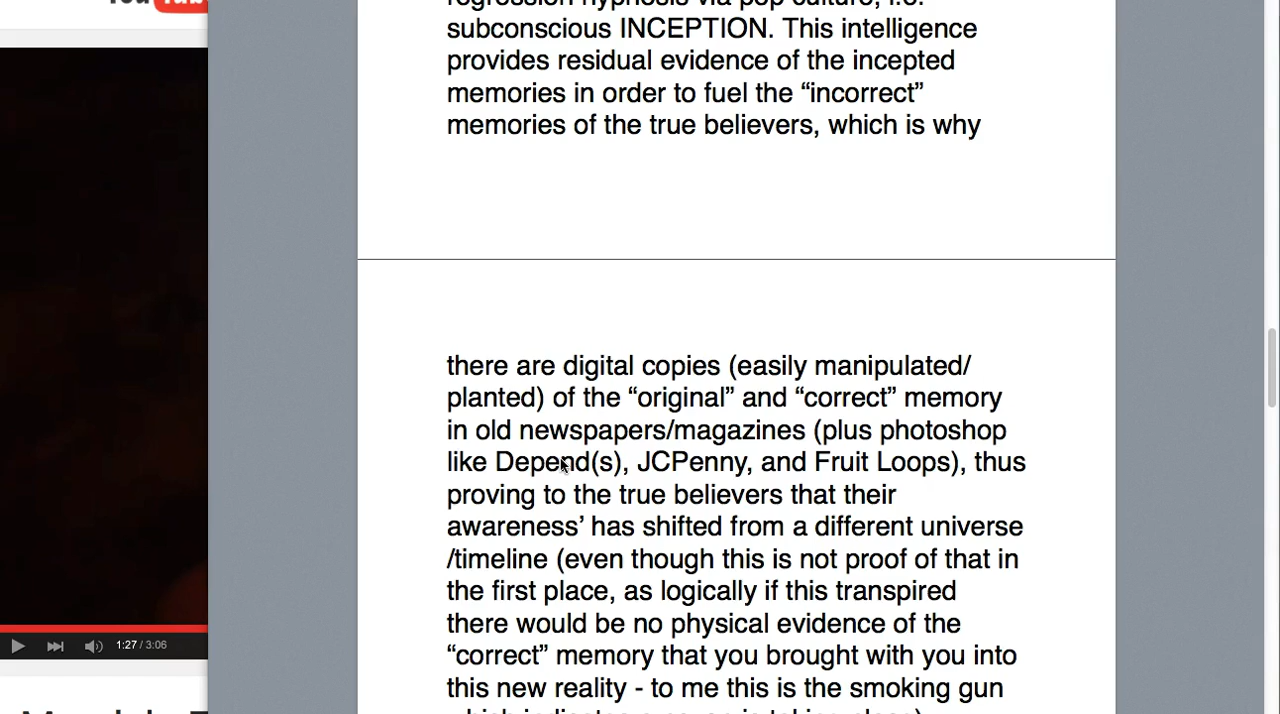 You Tub
subconscious INCEPTION. This intelligence
provides residual evidence of the incepted
memories in order to fuel the “incorrect”
memories of the true believers, which is why
there are digital copies (easily manipulated/
planted) of the “original” and “correct” memory
in old newspapers/magazines (plus photoshop
like Depend(s), JCPenny, and Fruit Loops), thus
proving to the true believers that their
awareness’ has shifted from a different universe
/timeline (even though this is not proof of that in
the first place, as logically if this transpired
there would be no physical evidence of the
“correct” memory that you brought with you into
this new reality - to me this is the smoking gun
1:27 / 3:06